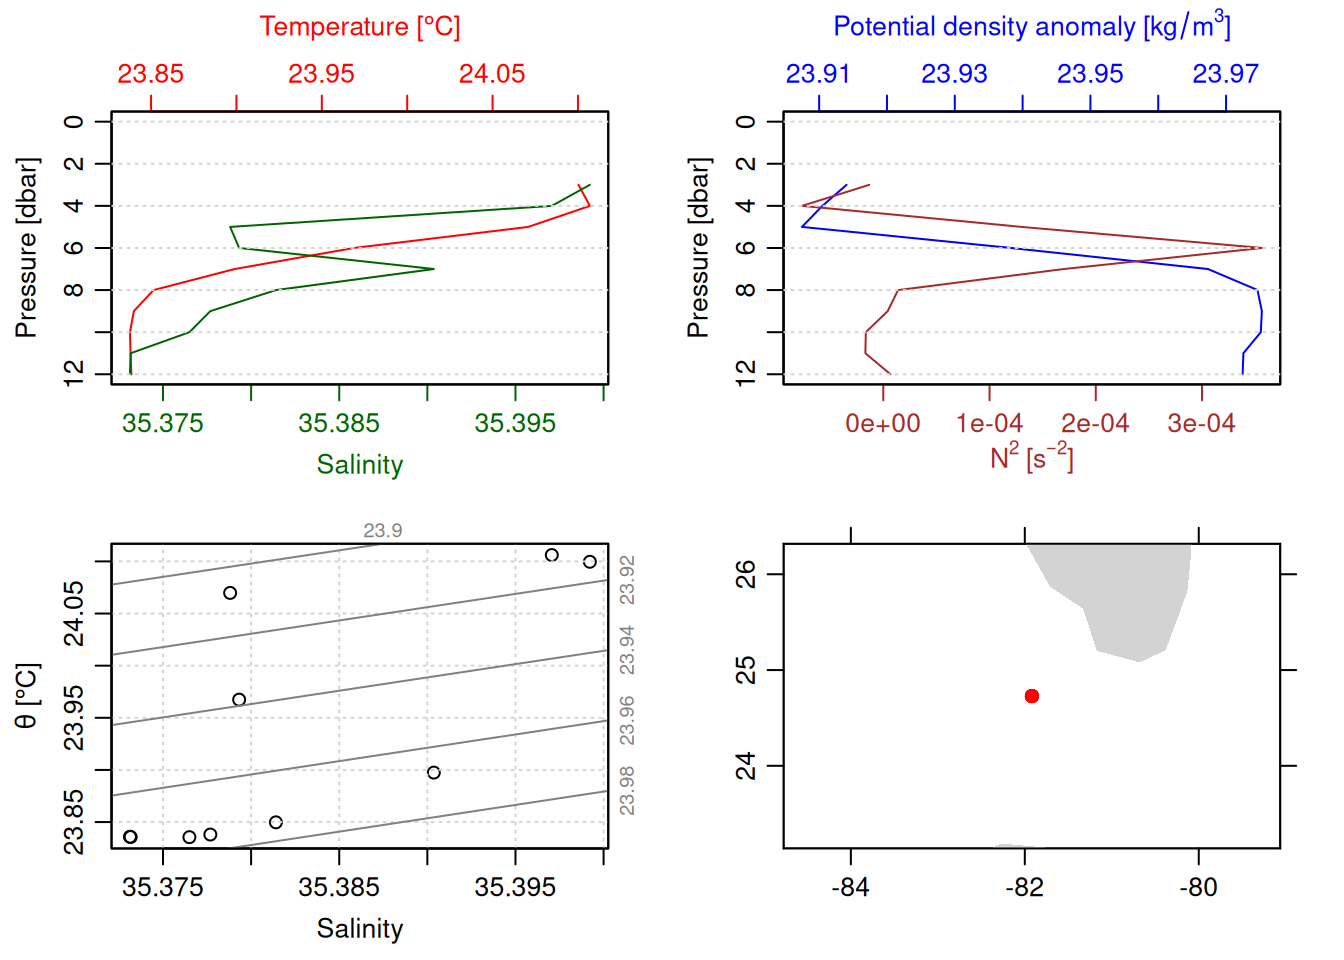 Temperature [°C]
23.85 23.95 24.05
0
2
4
6
8
12
Pressure [dbar]
35.375 35.385 35.395
Salinity
Potential density anomaly [kg/m³]
23.91 23.93 23.95 23.97
0
2
4
6
8
12
Pressure [dbar]
0e+00 1e-04 2e-04 3e-04
N² [s⁻²]
23.9
23.92
23.94
23.96
23.98
24.05
23.95
23.85
θ [°C]
35.375 35.385 35.395
Salinity
26
25
24
-84 -82 -80